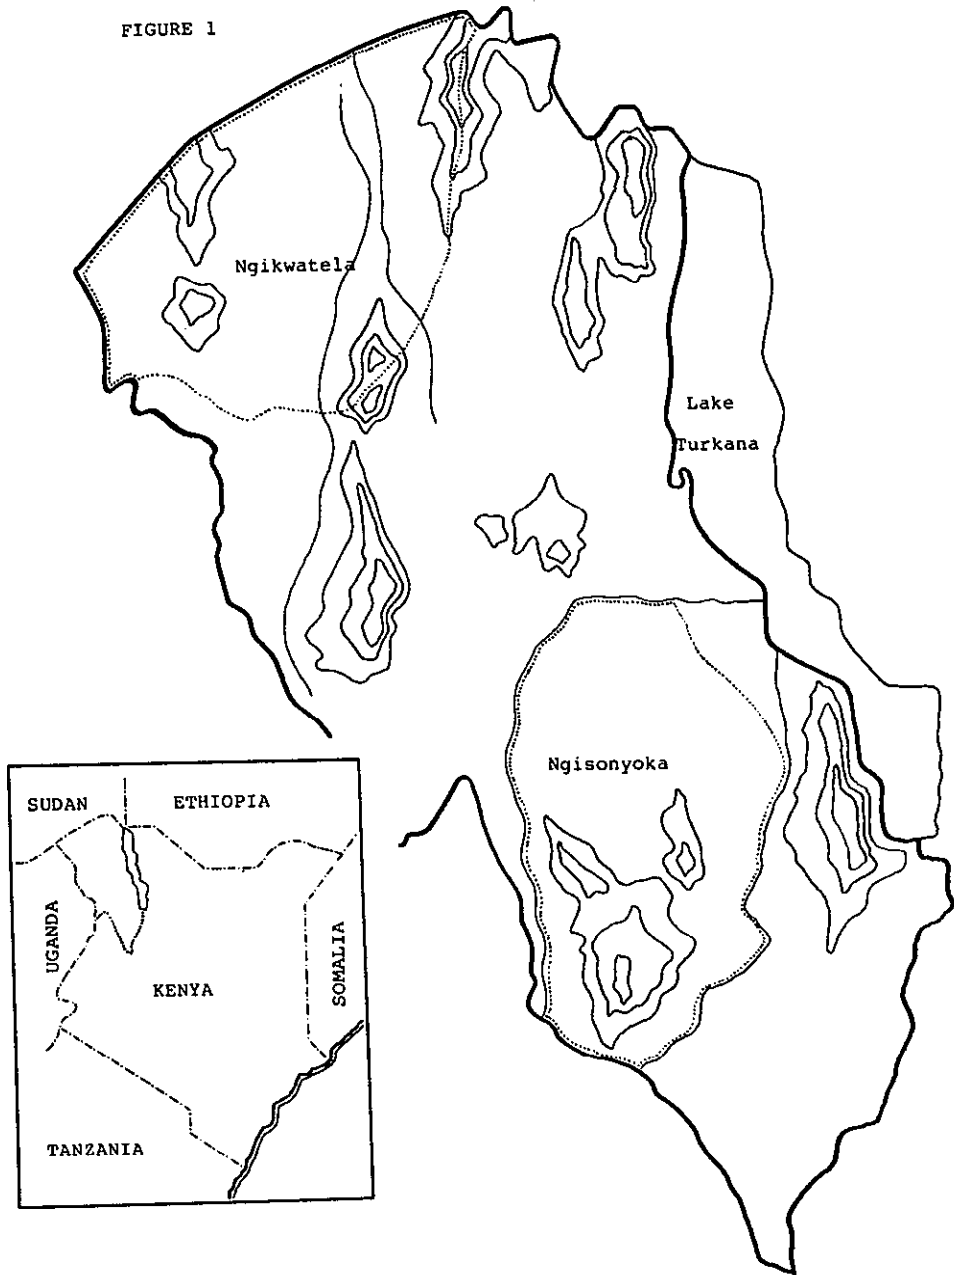 FIGURE 1
Ngikwatela
Lake
Turkana
Ngisonyoka
SUDAN
ETHIOPIA
UGANDA
KENYA
SOMALIA
TANZANIA